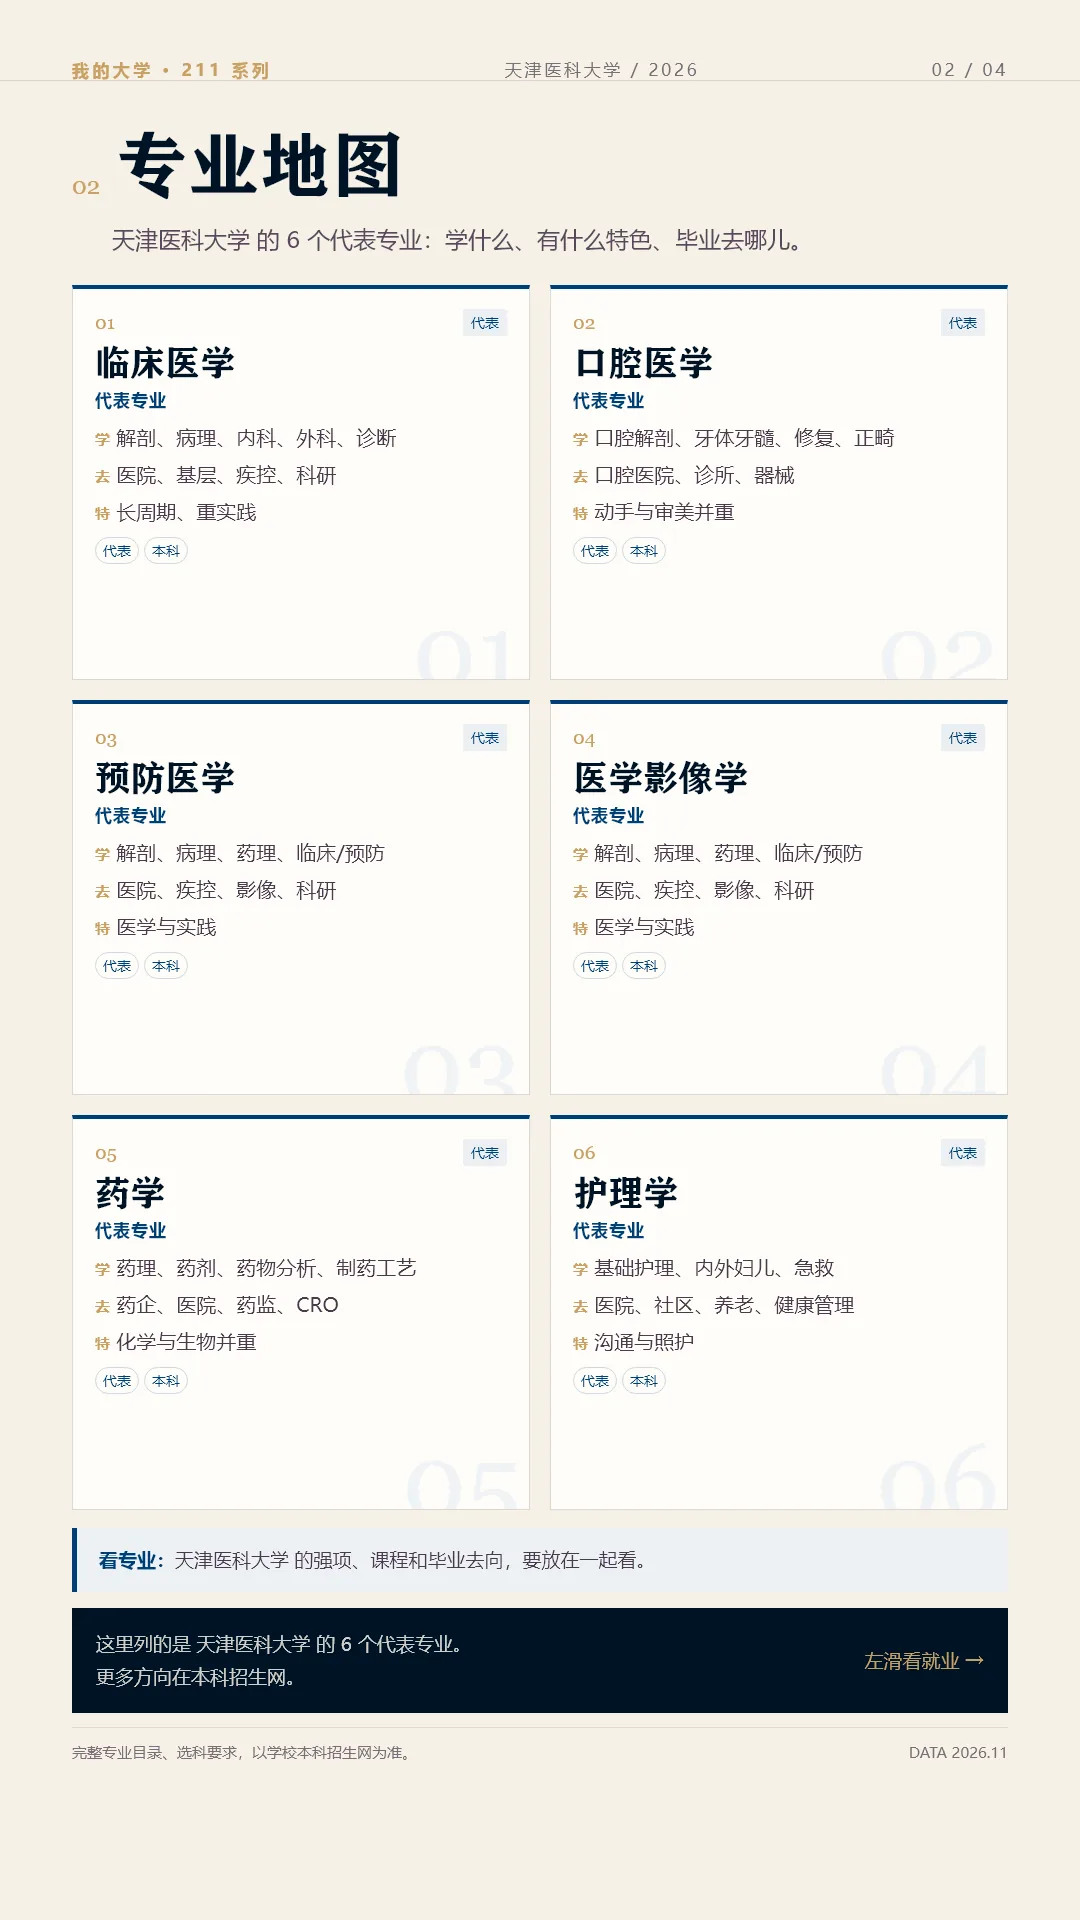 我的大学 • 211 系列
天津医科大学 / 2026
02 / 04
02 专业地图
天津医科大学 的 6 个代表专业：学什么、有什么特色、毕业去哪儿。
01 代表
临床医学
代表专业
学 解剖、病理、内科、外科、诊断
去 医院、基层、疾控、科研
特 长周期、重实践
代表 本科
01
02 代表
口腔医学
代表专业
学 口腔解剖、牙体牙髓、修复、正畸
去 口腔医院、诊所、器械
特 动手与审美并重
代表 本科
02
03 代表
预防医学
代表专业
学 解剖、病理、药理、临床/预防
去 医院、疾控、影像、科研
特 医学与实践
代表 本科
03
04 代表
医学影像学
代表专业
学 解剖、病理、药理、临床/预防
去 医院、疾控、影像、科研
特 医学与实践
代表 本科
04
05 代表
药学
代表专业
学 药理、药剂、药物分析、制药工艺
去 药企、医院、药监、CRO
特 化学与生物并重
代表 本科
05
06 代表
护理学
代表专业
学 基础护理、内外妇儿、急救
去 医院、社区、养老、健康管理
特 沟通与照护
代表 本科
06
看专业：天津医科大学 的强项、课程和毕业去向，要放在一起看。
这里列的是 天津医科大学 的 6 个代表专业。
更多方向在本科招生网。
左滑看就业 →
完整专业目录、选科要求，以学校本科招生网为准。
DATA 2026.11